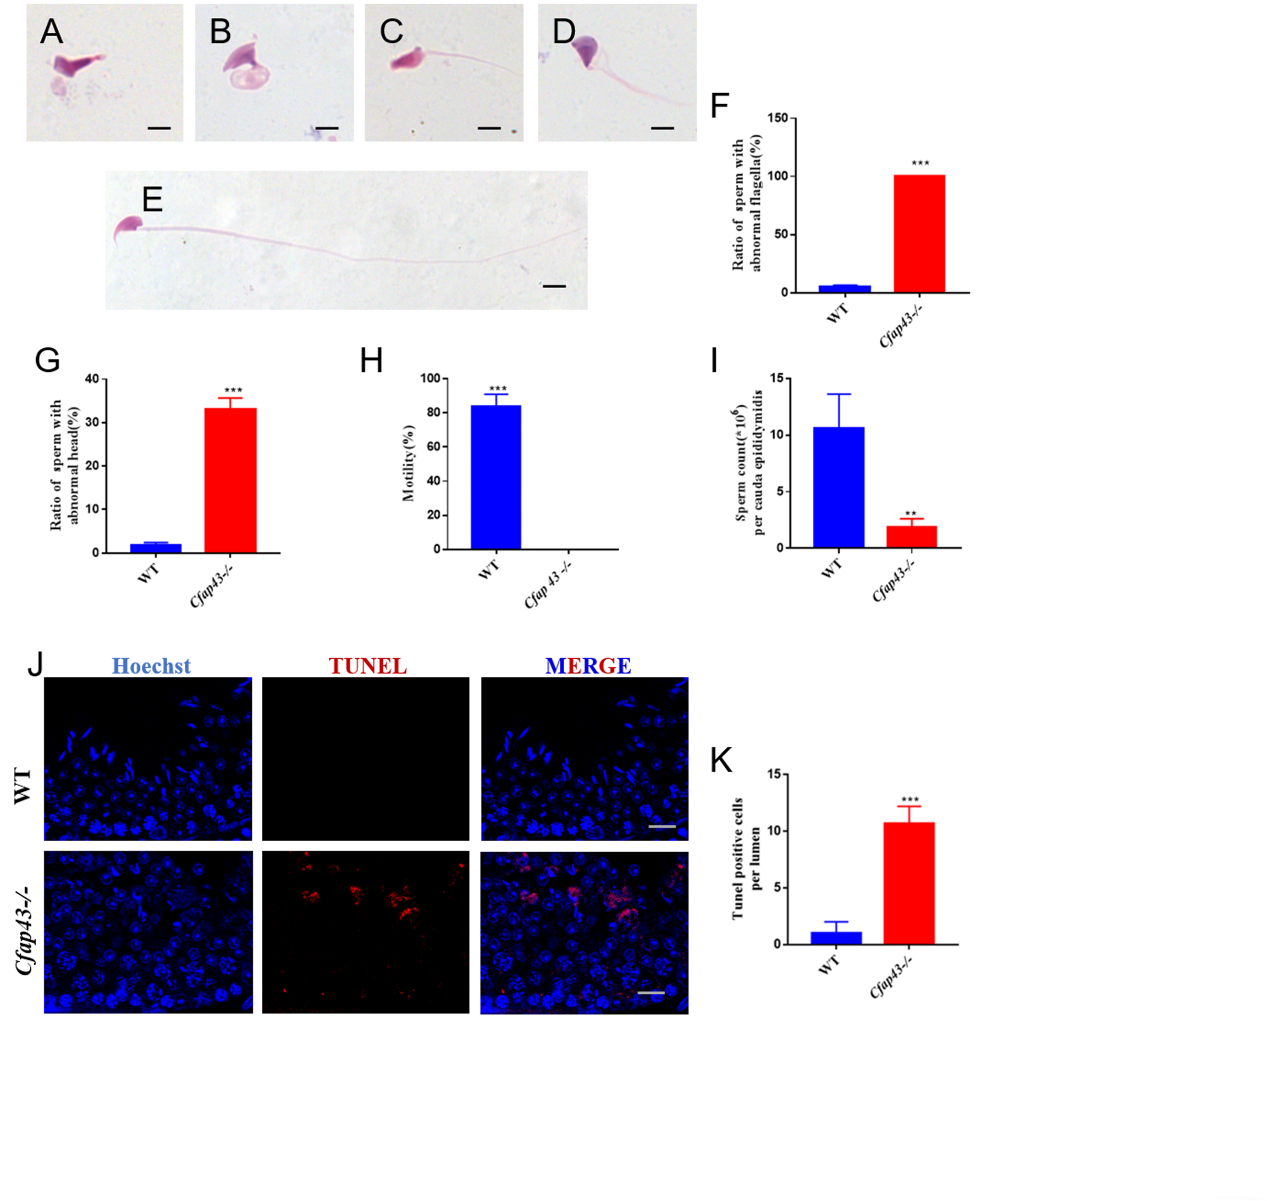 A
B
C
D
E
F
150
100
50
0
Ratio of sperm with
abnormal flagella(%)
***
WT
Cfap43-/-
G
40
30
20
10
0
Ratio of sperm with
abnormal head(%)
***
WT
Cfap43-/-
H
100
80
60
40
20
0
Motility(%)
***
WT
Cfap 43 -/-
I
15
10
5
0
Sperm count(*10⁶)
per cauda epididymidis
**
WT
Cfap43-/-
J
Hoechst
TUNEL
MERGE
WT
Cfap43-/-
K
15
10
5
0
Tunel positive cells
per lumen
***
WT
Cfap43-/-